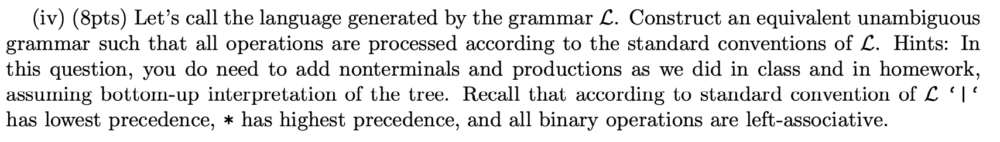 (iv) (8pts) Let’s call the language generated by the grammar ℒ. Construct an equivalent unambiguous
grammar such that all operations are processed according to the standard conventions of ℒ. Hints: In
this question, you do need to add nonterminals and productions as we did in class and in homework,
assuming bottom-up interpretation of the tree. Recall that according to standard convention of ℒ ‘|‘
has lowest precedence, * has highest precedence, and all binary operations are left-associative.